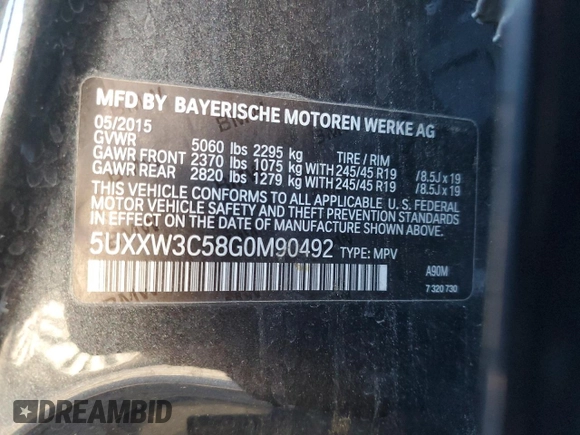 MFD BY BAYERISCHE MOTOREN WERKE AG
05/2015
GVWR 5060 lbs 2295 kg TIRE / RIM
GAWR FRONT 2370 lbs 1075 kg WITH 245/45 R19 / 8.5J x 19
GAWR REAR 2820 lbs 1279 kg WITH 245/45 R19 / 8.5J x 19
THIS VEHICLE CONFORMS TO ALL APPLICABLE U. S. FEDERAL
MOTOR VEHICLE SAFETY AND THEFT PREVENTION STANDARDS
IN EFFECT ON THE DATE OF MANUFACTURE SHOWN ABOVE.
5UXXW3C58G0M90492 TYPE: MPV
A90M
7 320 730
DREAMBID